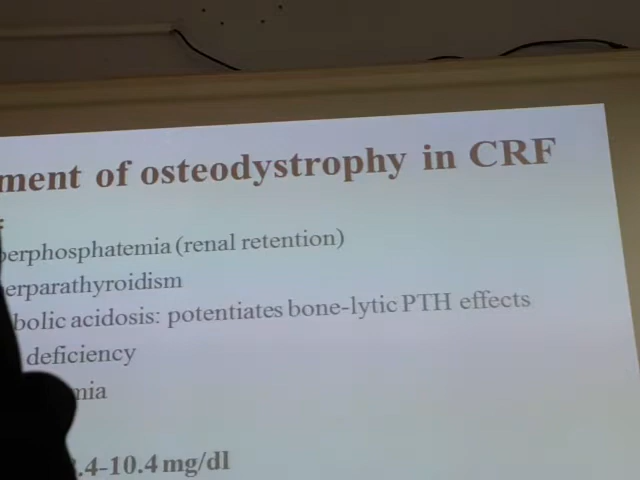 ment of osteodystrophy in CRF
perphosphatemia (renal retention)
erparathyroidism
bolic acidosis: potentiates bone-lytic PTH effects
deficiency
mia
.4-10.4 mg/dl